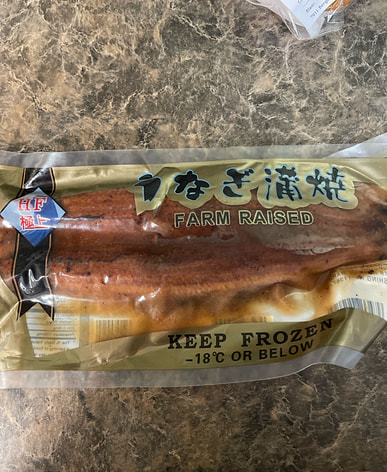 うなぎ蒲焼
FARM RAISED
HF
極上
KEEP FROZEN
-18℃ OR BELOW